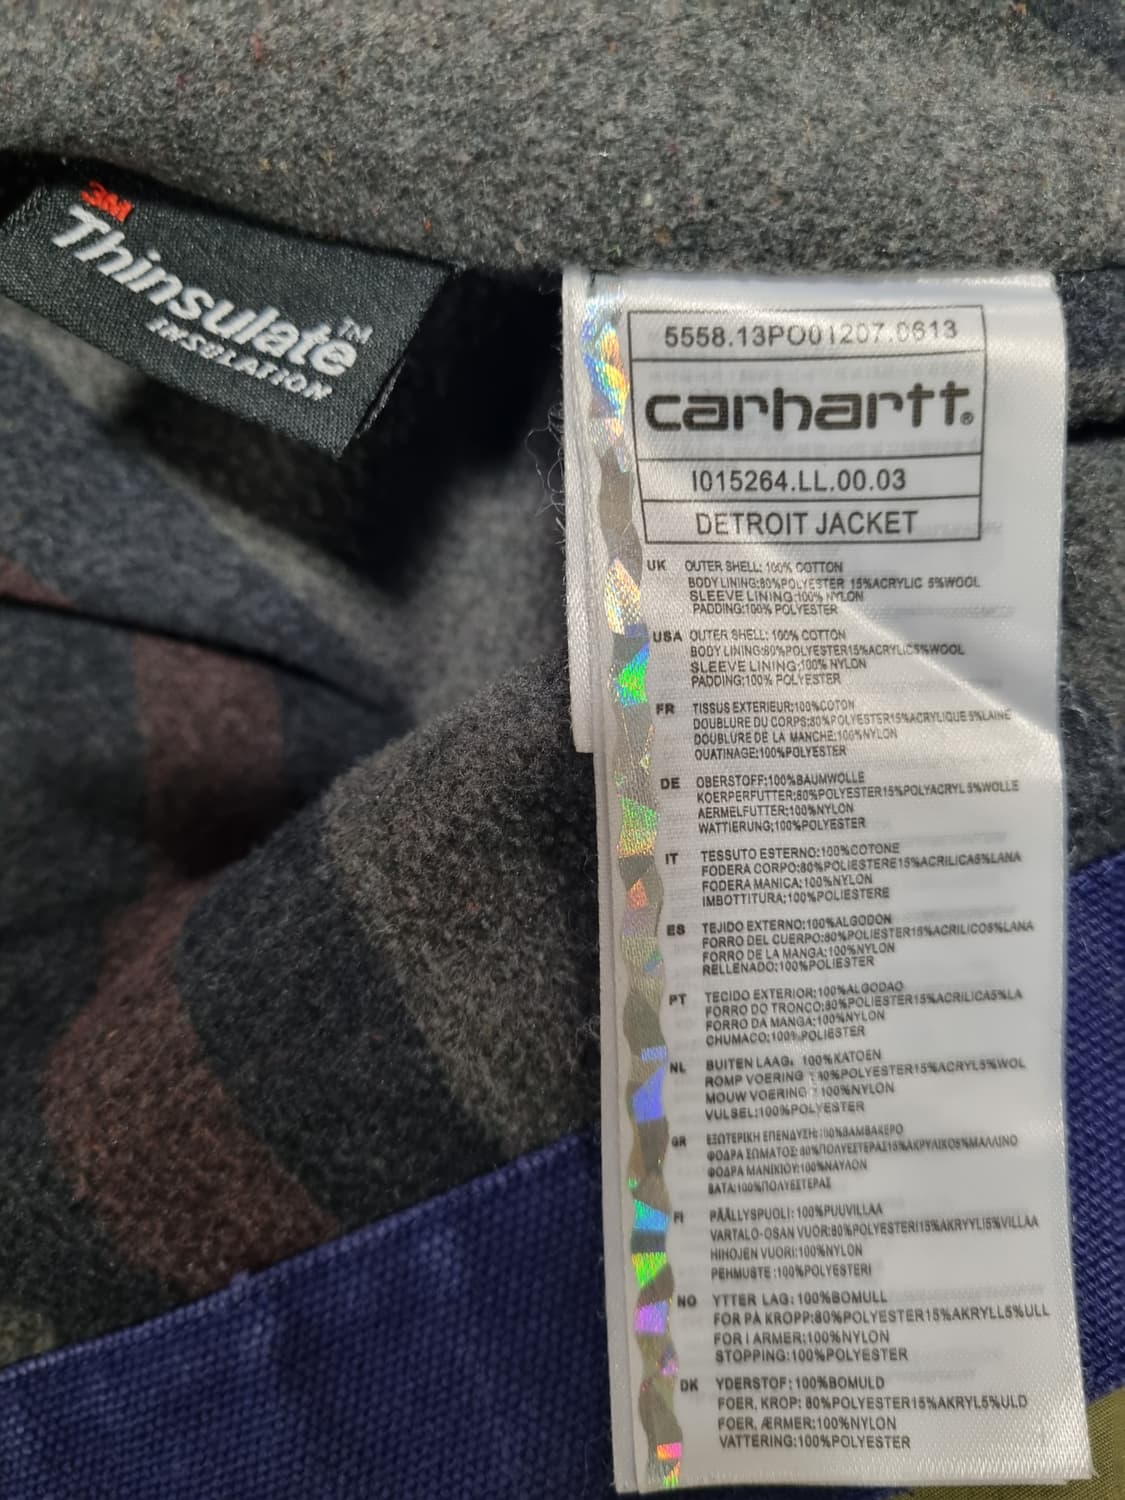 3M
Thinsulate™
INSULATION
5558.13PO01207.0613
carhartt®
I015264.LL.00.03
DETROIT JACKET
UK OUTER SHELL: 100% COTTON
BODY LINING:80%POLYESTER 15%ACRYLIC 5%WOOL
SLEEVE LINING:100% NYLON
PADDING:100% POLYESTER
USA OUTER SHELL: 100% COTTON
BODY LINING:80%POLYESTER15%ACRYLIC5%WOOL
SLEEVE LINING:100% NYLON
PADDING:100% POLYESTER
FR TISSUS EXTERIEUR:100%COTON
DOUBLURE DU CORPS:80%POLYESTER15%ACRYLIQUE 5%LAINE
DOUBLURE DE LA MANCHE:100%NYLON
OUATINAGE:100%POLYESTER
DE OBERSTOFF:100%BAUMWOLLE
KOERPERFUTTER:80%POLYESTER15%POLYACRYL5%WOLLE
AERMELFUTTER:100%NYLON
WATTIERUNG:100%POLYESTER
IT TESSUTO ESTERNO:100%COTONE
FODERA CORPO:80%POLIESTERE15%ACRILICA5%LANA
FODERA MANICA:100%NYLON
IMBOTTITURA:100%POLIESTERE
ES TEJIDO EXTERNO:100%ALGODON
FORRO DEL CUERPO:80%POLIESTER15%ACRILICO5%LANA
FORRO DE LA MANGA:100%NYLON
RELLENADO:100%POLIESTER
PT TECIDO EXTERIOR:100%ALGODAO
FORRO DO TRONCO:80%POLIESTER15%ACRILICA5%LA
FORRO DA MANGA:100%NYLON
CHUMACO:100%POLIESTER
NL BUITEN LAAG: 100%KATOEN
ROMP VOERING :80%POLYESTER15%ACRYL5%WOL
MOUW VOERING: 100%NYLON
VULSEL:100%POLYESTER
GR ΕΞΩΤΕΡΙΚΗ ΕΠΕΝΔΥΣΗ:100%ΒΑΜΒΑΚΕΡΟ
ΦΟΔΡΑ ΣΩΜΑΤΟΣ:80%ΠΟΛΥΕΣΤΕΡΑΣ15%ΑΚΡΥΛΙΚΟ5%ΜΑΛΛΙΝΟ
ΦΟΔΡΑ ΜΑΝΙΚΙΟΥ:100%ΝΑΥΛΟΝ
ΒΑΤΑ:100%ΠΟΛΥΕΣΤΕΡΑΣ
FI PÄÄLLYSPUOLI:100%PUUVILLAA
VARTALO-OSAN VUOR:80%POLYESTERI15%AKRYYLI5%VILLAA
HIHOJEN VUORI:100%NYLON
PEHMUSTE :100%POLYESTERI
NO YTTER LAG: 100%BOMULL
FOR PÅ KROPP:80%POLYESTER15%AKRYLL5%ULL
FOR I ARMER:100%NYLON
STOPPING:100%POLYESTER
DK YDERSTOF: 100%BOMULD
FOER, KROP: 80%POLYESTER15%AKRYL5%ULD
FOER, ÆRMER:100%NYLON
VATTERING:100%POLYESTER